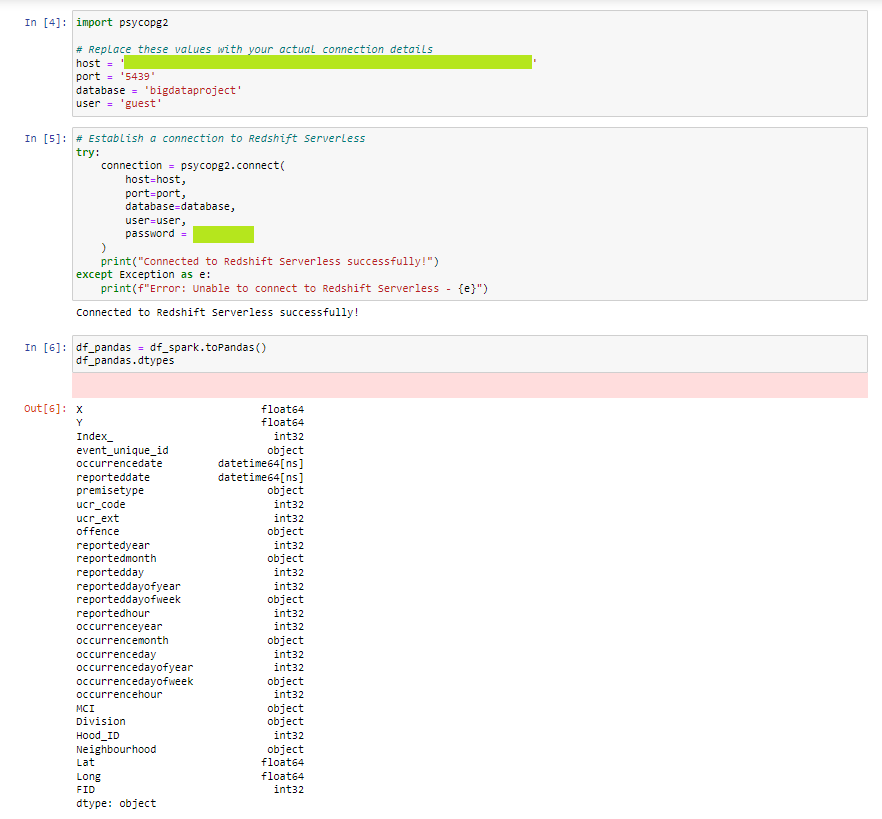 In [4]: import psycopg2
# Replace these values with your actual connection details
host = '                    '
port = '5439'
database = 'bigdataproject'
user = 'guest'
In [5]: # Establish a connection to Redshift Serverless
try:
    connection = psycopg2.connect(
        host=host,
        port=port,
        database=database,
        user=user,
        password =
    )
    print("Connected to Redshift Serverless successfully!")
except Exception as e:
    print(f"Error: Unable to connect to Redshift Serverless - {e}")
Connected to Redshift Serverless successfully!
In [6]: df_pandas = df_spark.toPandas()
df_pandas.dtypes
Out[6]: X float64
Y float64
Index_ int32
event_unique_id object
occurrencedate datetime64[ns]
reporteddate datetime64[ns]
premisetype object
ucr_code int32
ucr_ext int32
offence object
reportedyear int32
reportedmonth object
reportedday int32
reporteddayofyear int32
reporteddayofweek object
reportedhour int32
occurrenceyear int32
occurrencemonth object
occurrenceday int32
occurrencedayofyear int32
occurrencedayofweek object
occurrencehour int32
MCI object
Division object
Hood_ID int32
Neighbourhood object
Lat float64
Long float64
FID int32
dtype: object